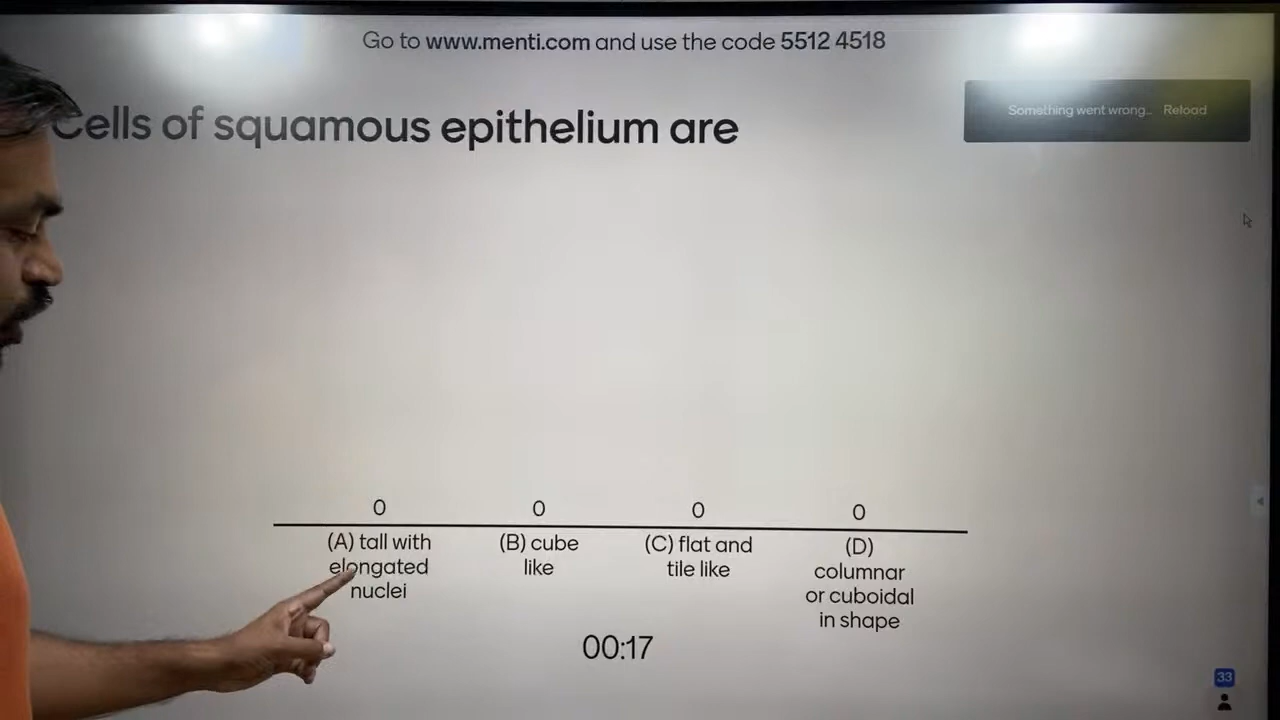 Go to www.menti.com and use the code 5512 4518
Something went wrong... Reload
Cells of squamous epithelium are
0 0 0 0
(A) tall with
elongated
nuclei
(B) cube
like
(C) flat and
tile like
(D)
columnar
or cuboidal
in shape
00:17
33